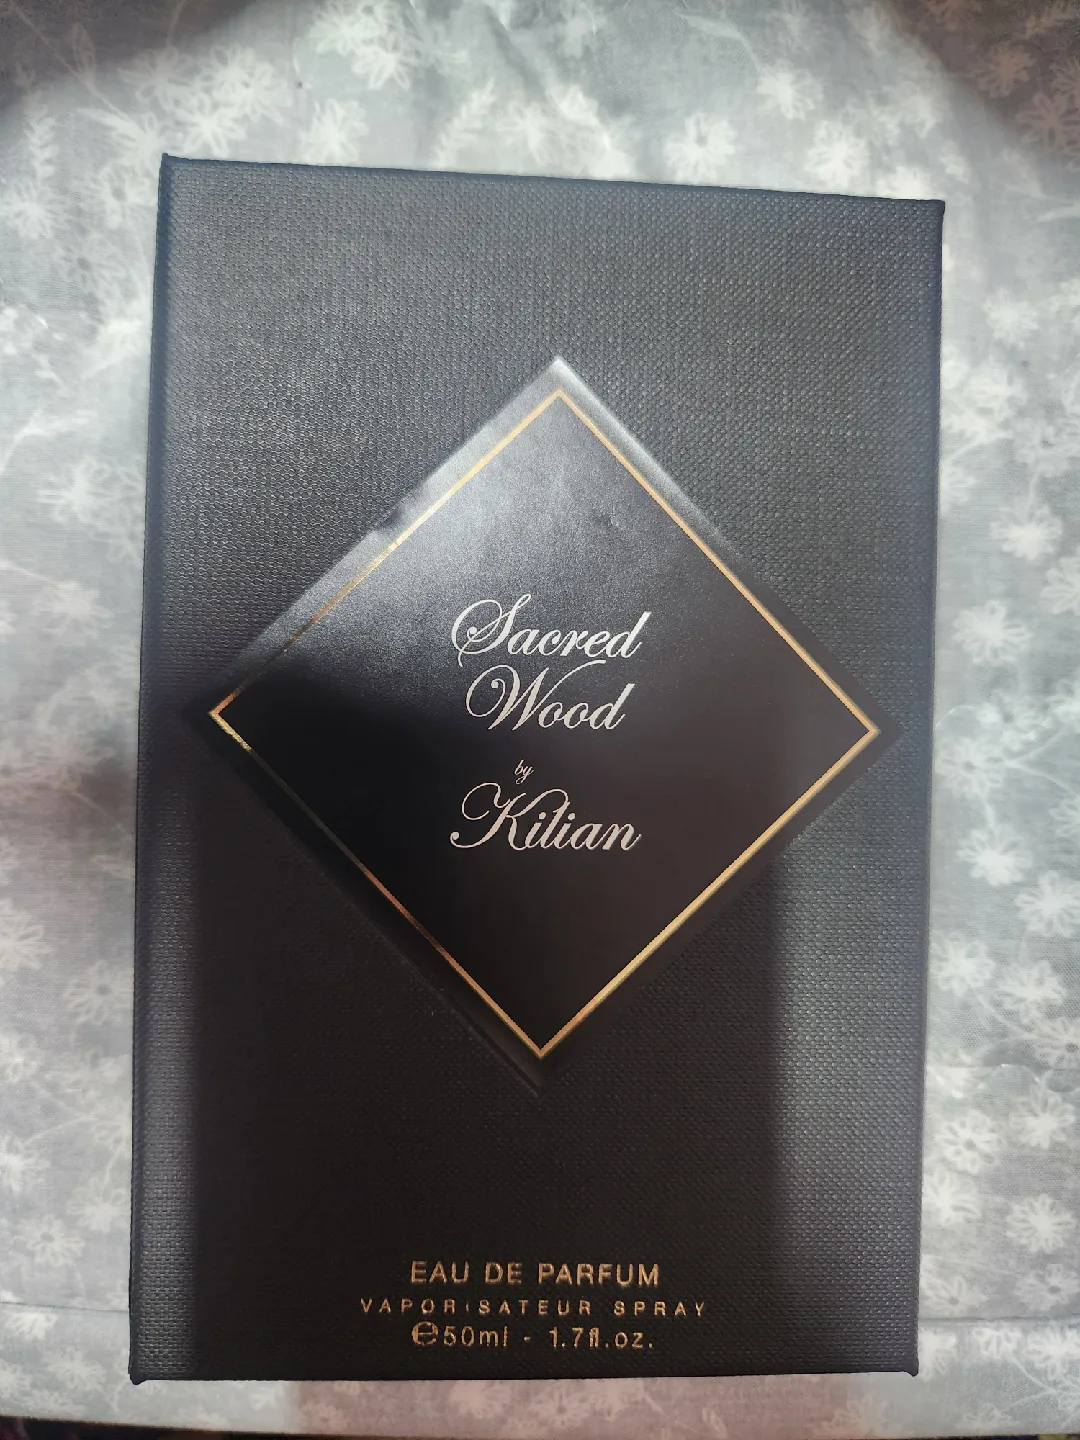 Sacred
Wood
by
Kilian
EAU DE PARFUM
VAPORISATEUR SPRAY
℮50ml - 1.7fl.oz.